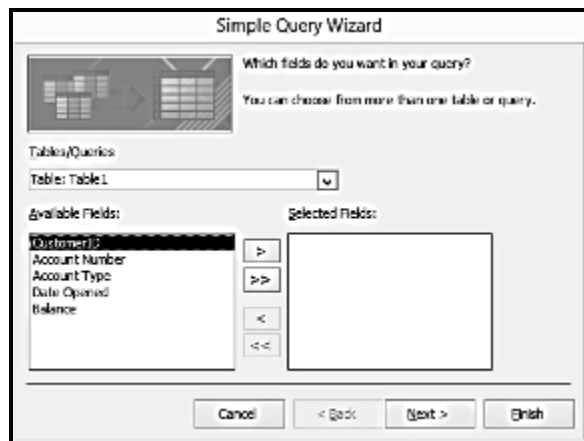 Simple Query Wizard
Which fields do you want in your query?
You can choose from more than one table or query.
Tables/Queries
Table: Table1
Available Fields:
Selected Fields:
CustomerID
Account Number
Account Type
Date Opened
Balance
>
>>
<
<<
Cancel
< Back
Next >
Finish